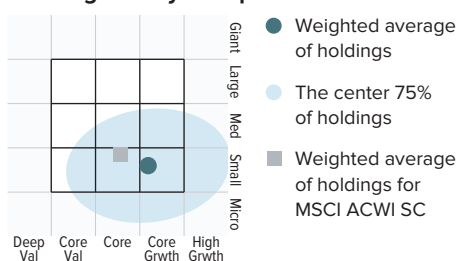 Giant
Large
Med
Small
Micro
Deep
Val
Core
Val
Core
Core
Grwth
High
Grwth
Weighted average
of holdings
The center 75%
of holdings
Weighted average
of holdings for
MSCI ACWI SC